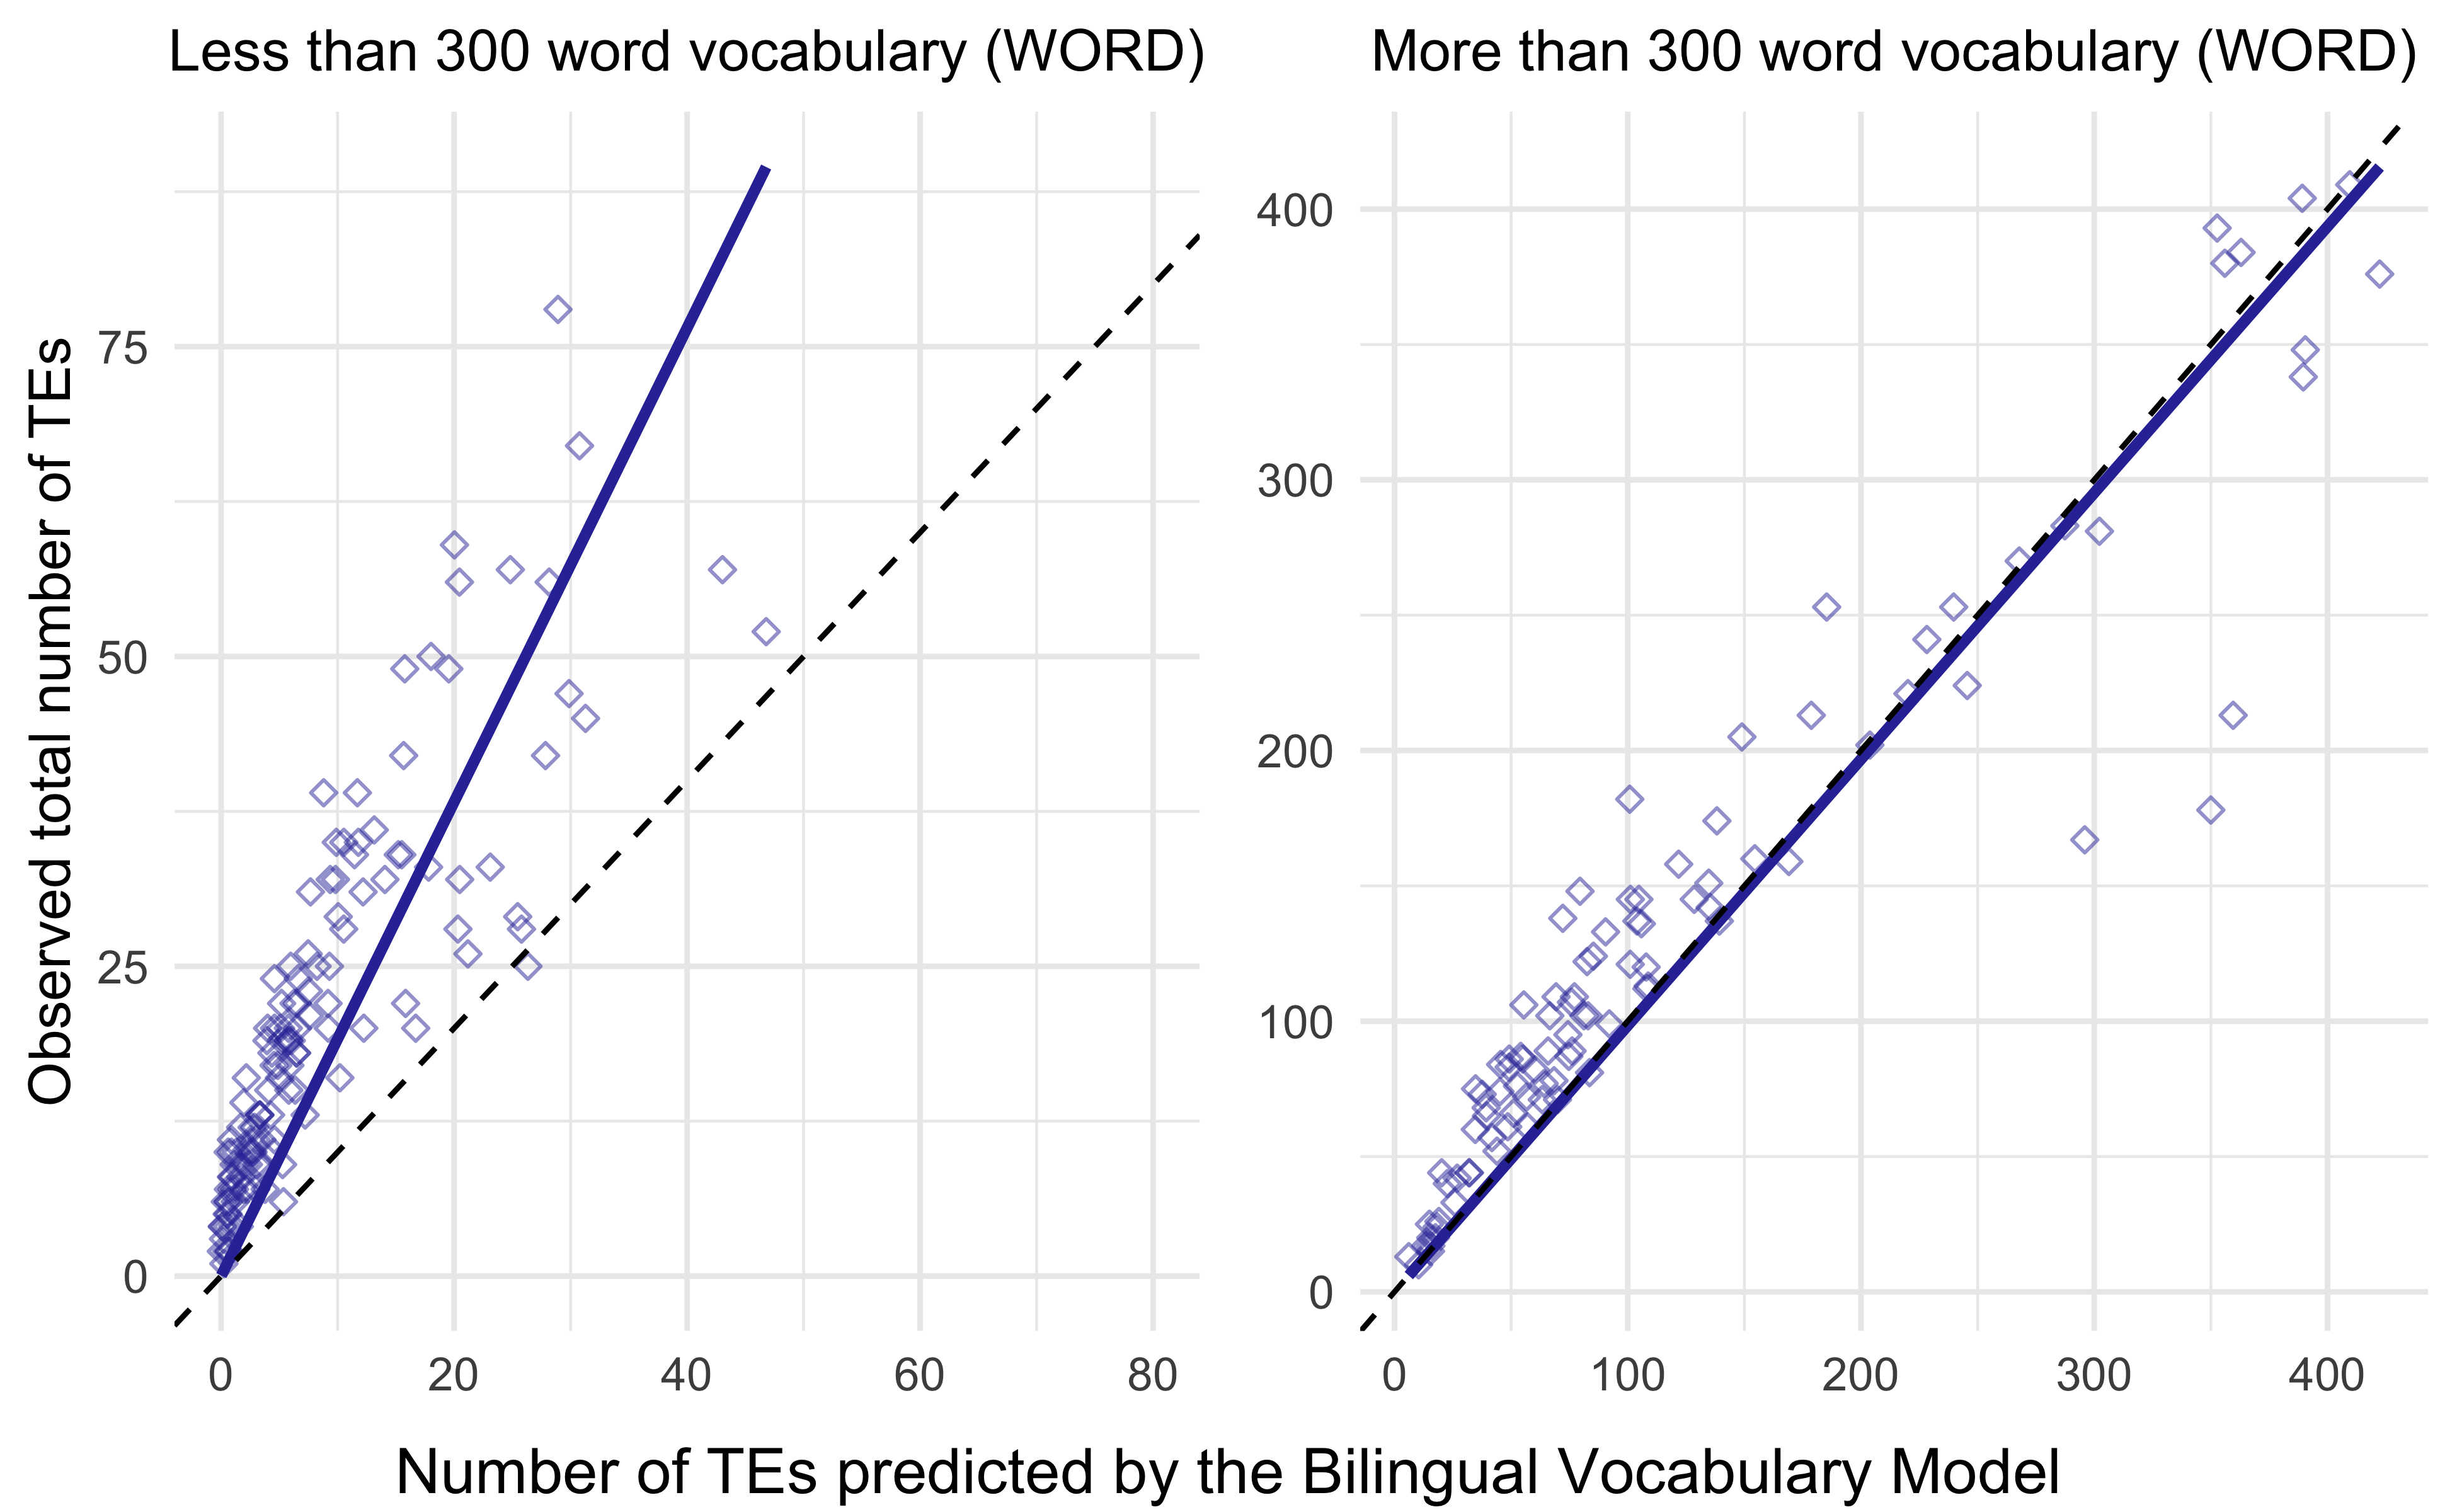 Less than 300 word vocabulary (WORD)
More than 300 word vocabulary (WORD)
Observed total number of TEs
75
50
25
0
0 20 40 60 80
400
300
200
100
0
0 100 200 300 400
Number of TEs predicted by the Bilingual Vocabulary Model